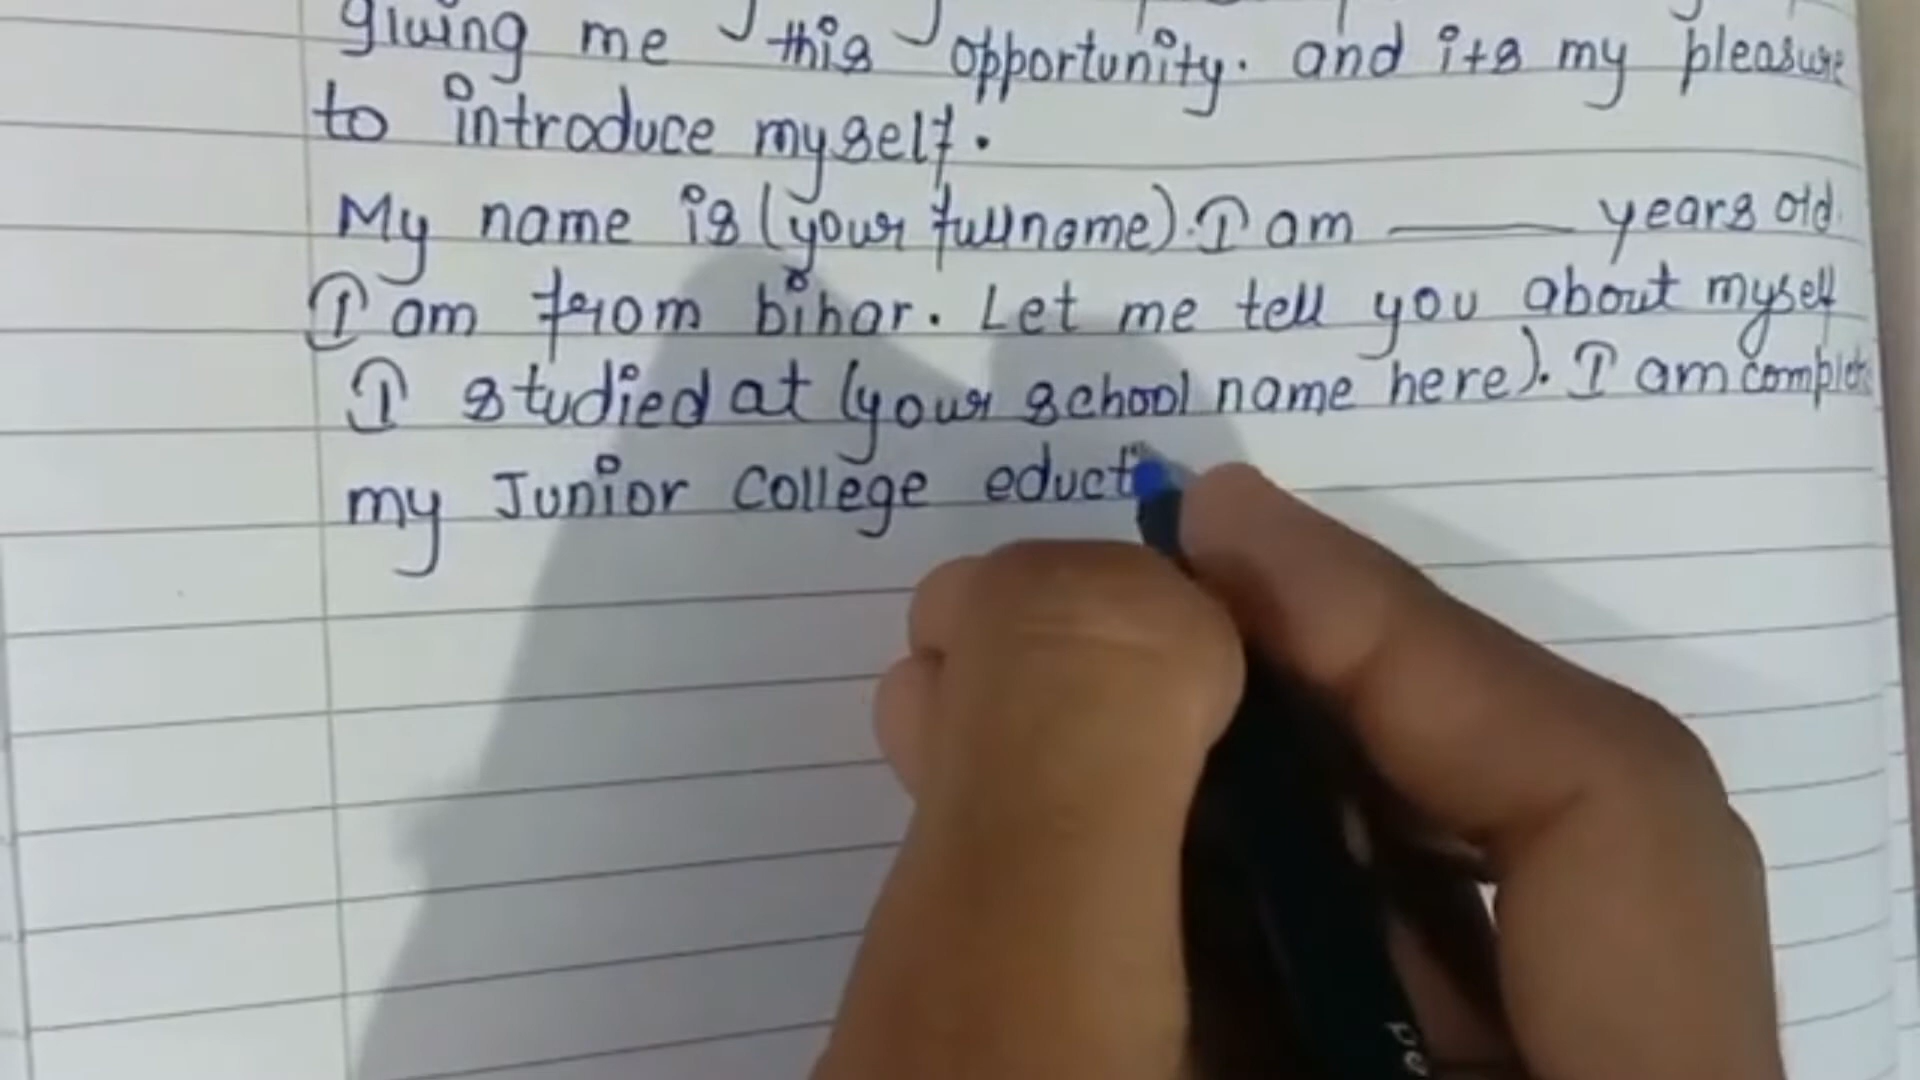 giving me this opportunity. and its my pleasure
to introduce myself.
My name is (your fullname). I am ——— years old.
I am from bihar. Let me tell you about myself
I studied at (your school name here). I am complete
my Junior College educti